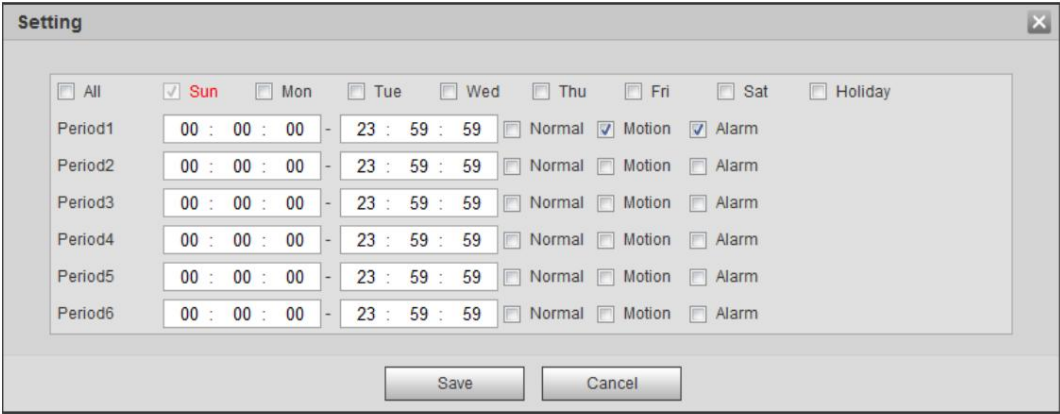 Setting
All Sun Mon Tue Wed Thu Fri Sat Holiday
Period1 00 : 00 : 00 - 23 : 59 : 59 Normal Motion Alarm
Period2 00 : 00 : 00 - 23 : 59 : 59 Normal Motion Alarm
Period3 00 : 00 : 00 - 23 : 59 : 59 Normal Motion Alarm
Period4 00 : 00 : 00 - 23 : 59 : 59 Normal Motion Alarm
Period5 00 : 00 : 00 - 23 : 59 : 59 Normal Motion Alarm
Period6 00 : 00 : 00 - 23 : 59 : 59 Normal Motion Alarm
Save Cancel